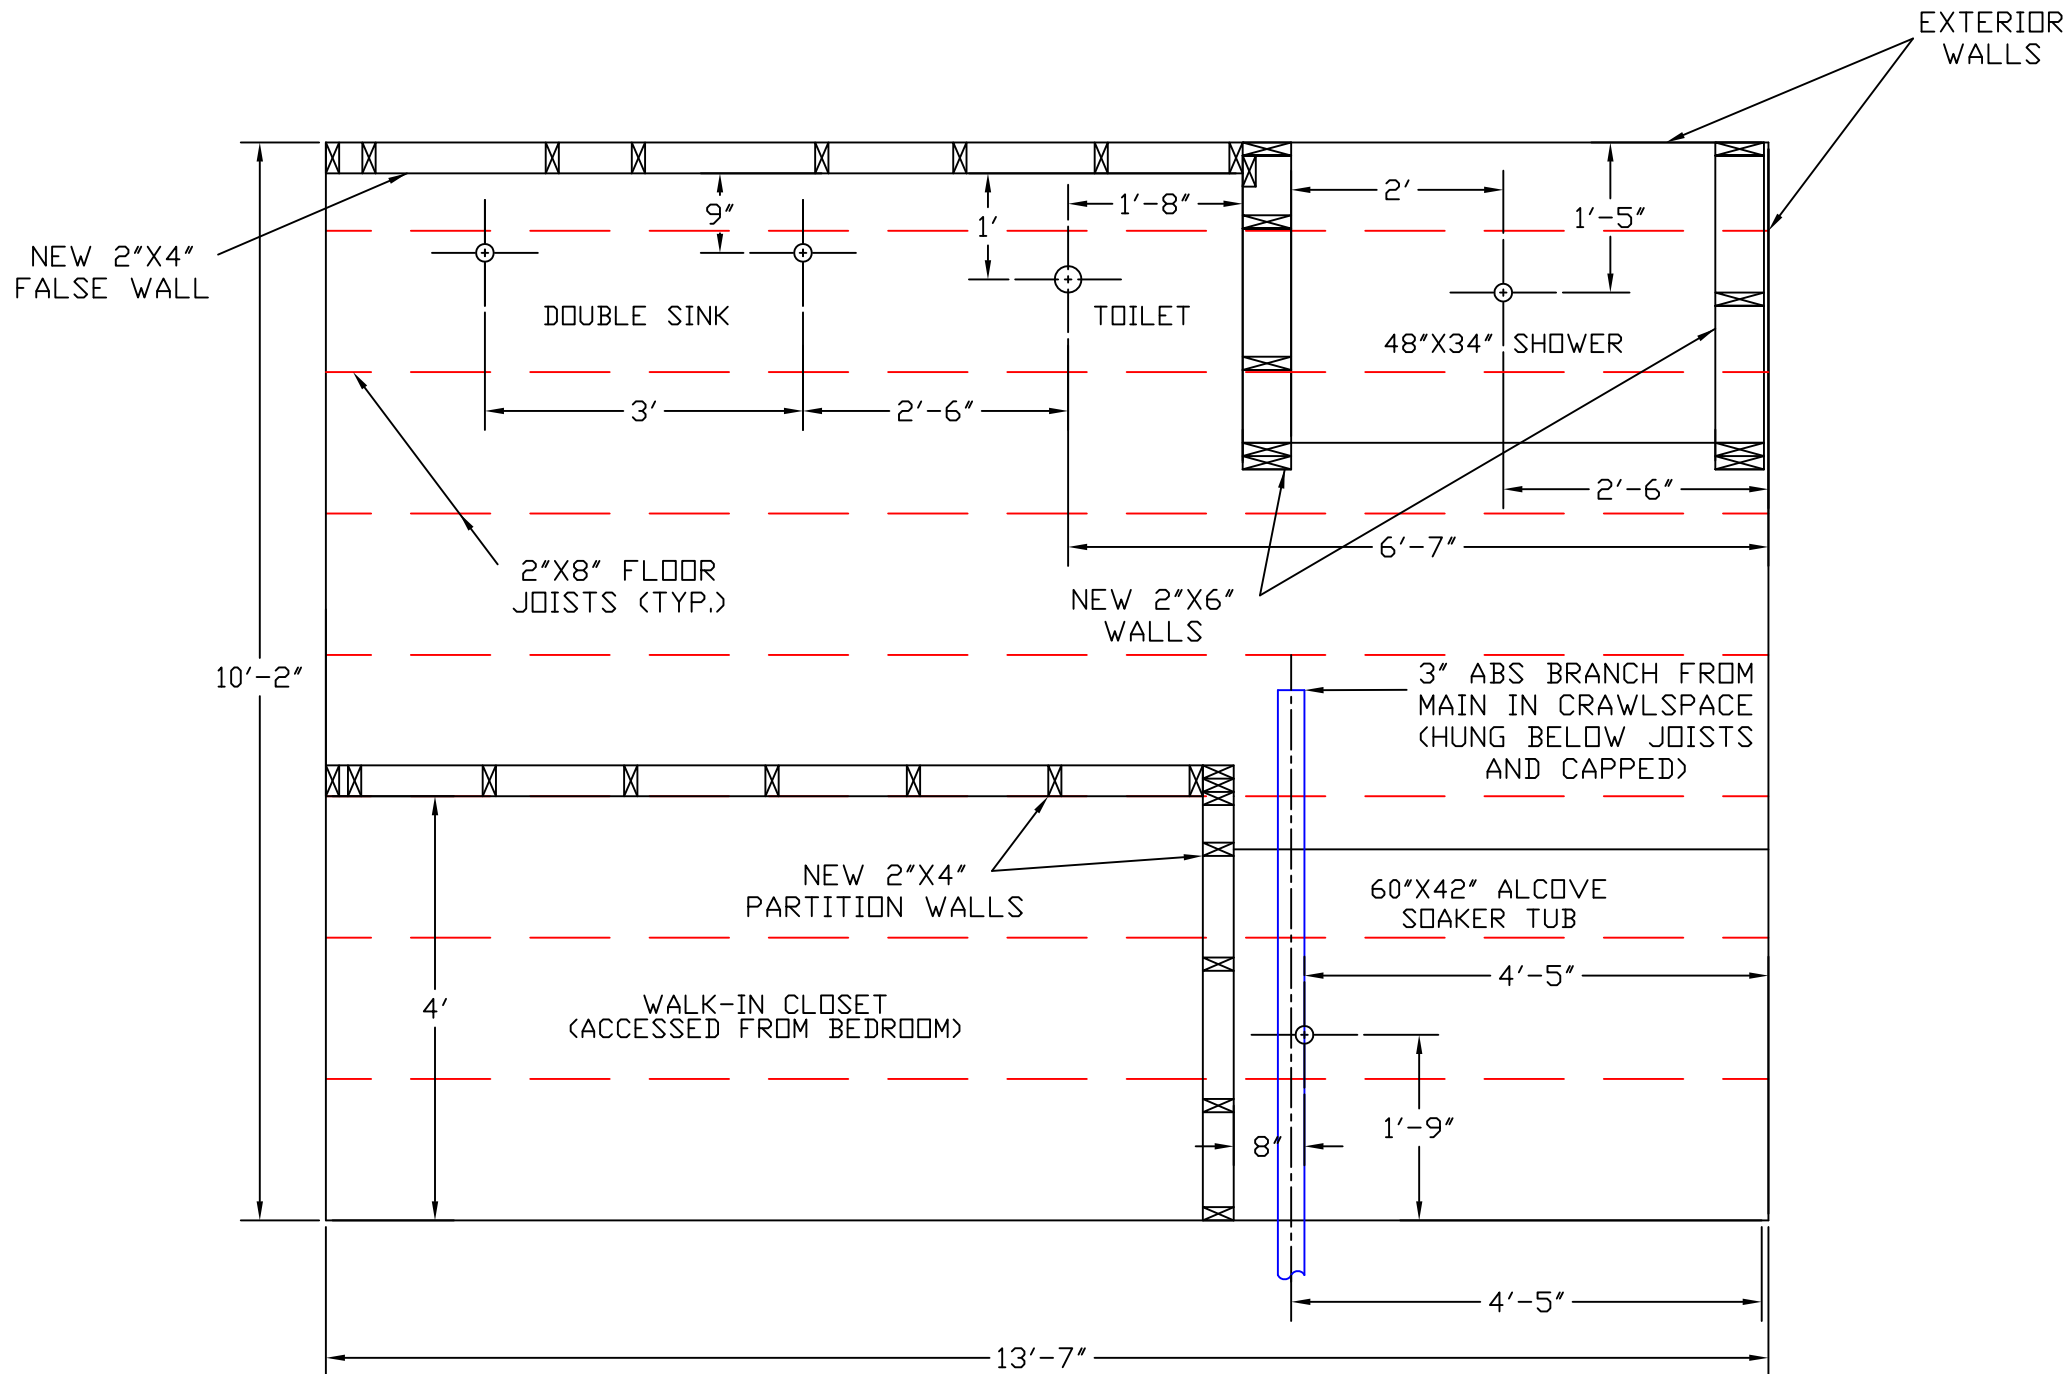 EXTERIOR
WALLS
2'
1'-8"
9"
1'
1'-5"
NEW 2"X4"
FALSE WALL
DOUBLE SINK
TOILET
48"X34" SHOWER
3'
2'-6"
2'-6"
6'-7"
2"X8" FLOOR
JOISTS (TYP.)
NEW 2"X6"
WALLS
10'-2"
3" ABS BRANCH FROM
MAIN IN CRAWLSPACE
(HUNG BELOW JOISTS
AND CAPPED)
NEW 2"X4"
PARTITION WALLS
60"X42" ALCOVE
SOAKER TUB
4'-5"
4'
WALK-IN CLOSET
(ACCESSED FROM BEDROOM)
8"
1'-9"
4'-5"
13'-7"